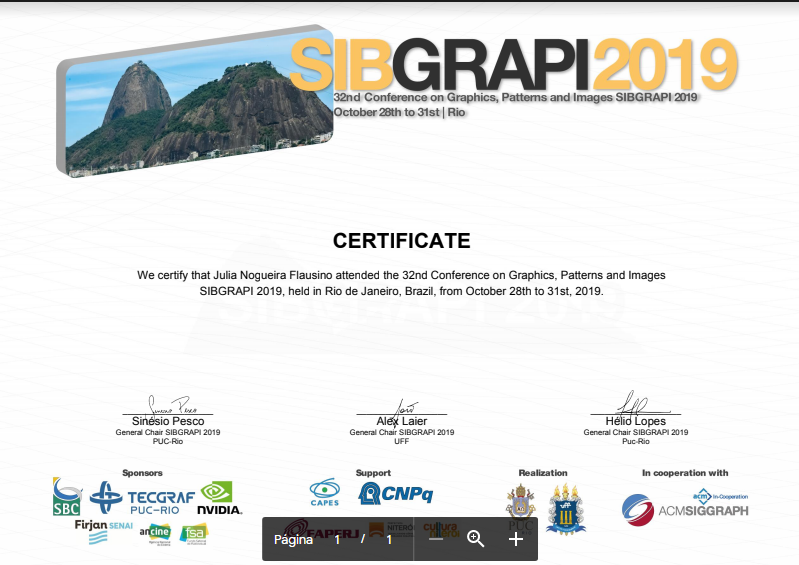 SIBGRAPI2019
32nd Conference on Graphics, Patterns and Images SIBGRAPI 2019
October 28th to 31st | Rio
CERTIFICATE
We certify that Julia Nogueira Flausino attended the 32nd Conference on Graphics, Patterns and Images
SIBGRAPI 2019, held in Rio de Janeiro, Brazil, from October 28th to 31st, 2019.
Sinésio Pesco
General Chair SIBGRAPI 2019
PUC-Rio
Alex Laier
General Chair SIBGRAPI 2019
UFF
Hélio Lopes
General Chair SIBGRAPI 2019
Puc-Rio
Sponsors
SBC
TECGRAF
PUC-RIO
NVIDIA.
Firjan SENAI
ancine
fsa
Support
CAPES
CNPq
FAPERJ
NITERÓI
cultura
niterói
Realization
PUC
In cooperation with
acm In-Cooperation
ACMSIGGRAPH
Página 1 / 1